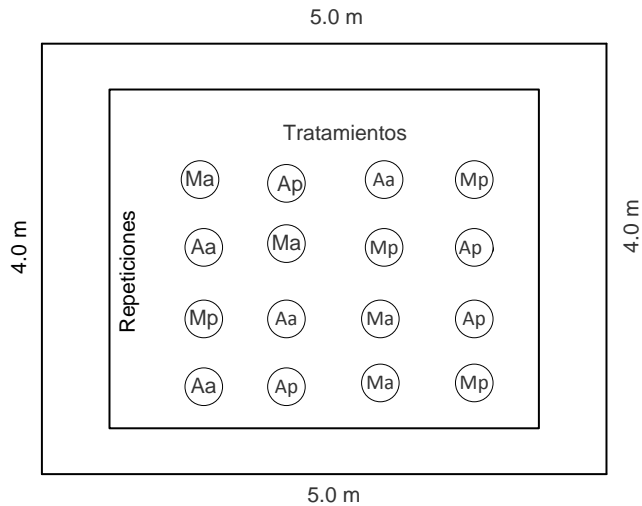 5.0 m
Tratamientos
Ma Ap Aa Mp
Aa Ma Mp Ap
Mp Aa Ma Ap
Aa Ap Ma Mp
Repeticiones
4.0 m
4.0 m
5.0 m